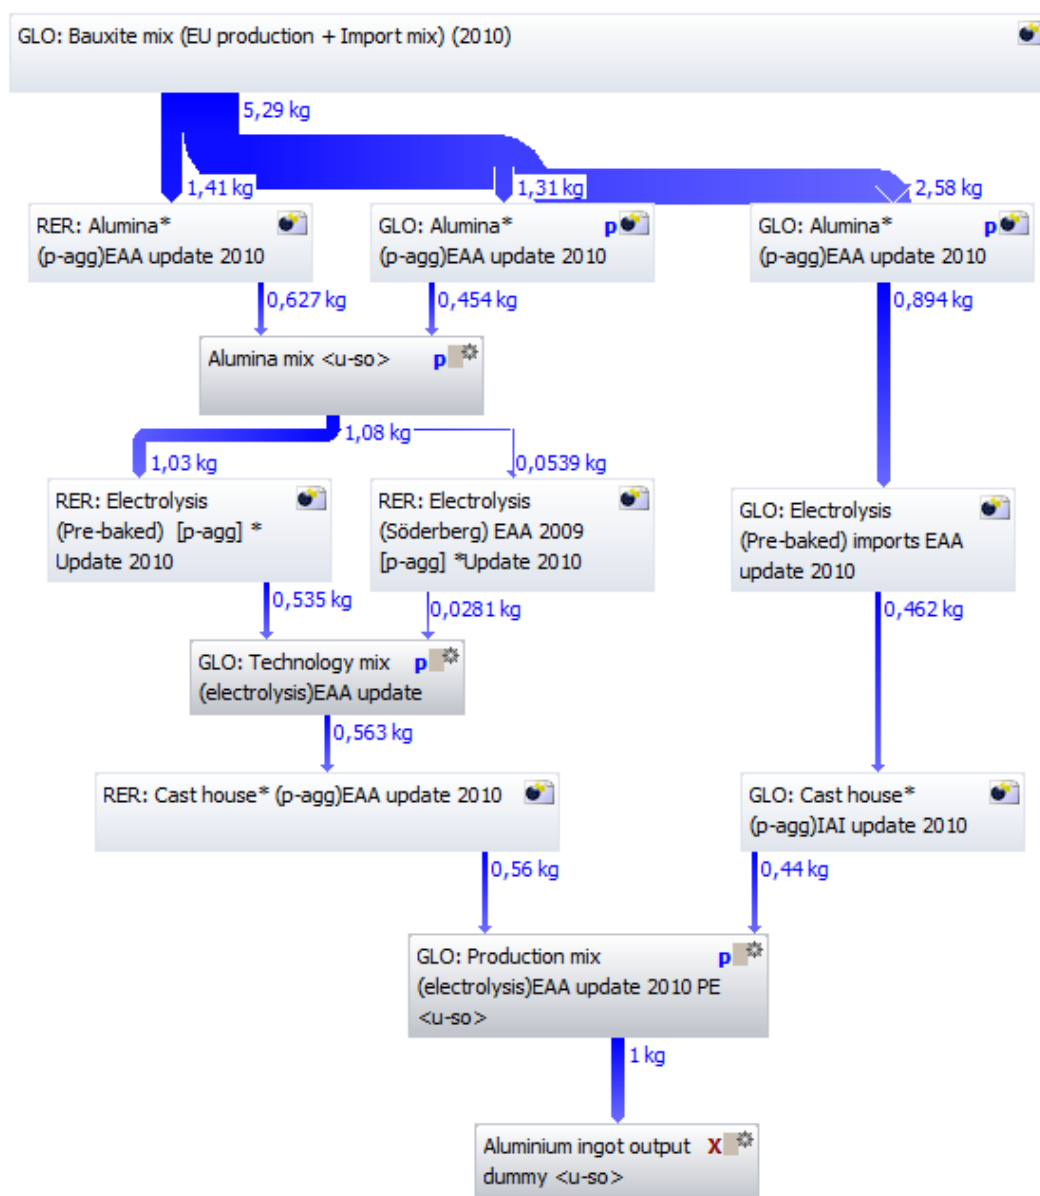 GLO: Bauxite mix (EU production + Import mix) (2010)
5,29 kg
1,41 kg
1,31 kg
2,58 kg
RER: Alumina*
(p-agg)EAA update 2010
GLO: Alumina* p
(p-agg)EAA update 2010
GLO: Alumina* p
(p-agg)EAA update 2010
0,627 kg
0,454 kg
0,894 kg
Alumina mix <u-so> p
1,08 kg
1,03 kg
0,0539 kg
RER: Electrolysis
(Pre-baked) [p-agg] *
Update 2010
RER: Electrolysis
(Söderberg) EAA 2009
[p-agg] *Update 2010
GLO: Electrolysis
(Pre-baked) imports EAA
update 2010
0,535 kg
0,0281 kg
0,462 kg
GLO: Technology mix p
(electrolysis)EAA update
0,563 kg
RER: Cast house* (p-agg)EAA update 2010
GLO: Cast house*
(p-agg)IAI update 2010
0,56 kg
0,44 kg
GLO: Production mix p
(electrolysis)EAA update 2010 PE
<u-so>
1 kg
Aluminium ingot output X
dummy <u-so>